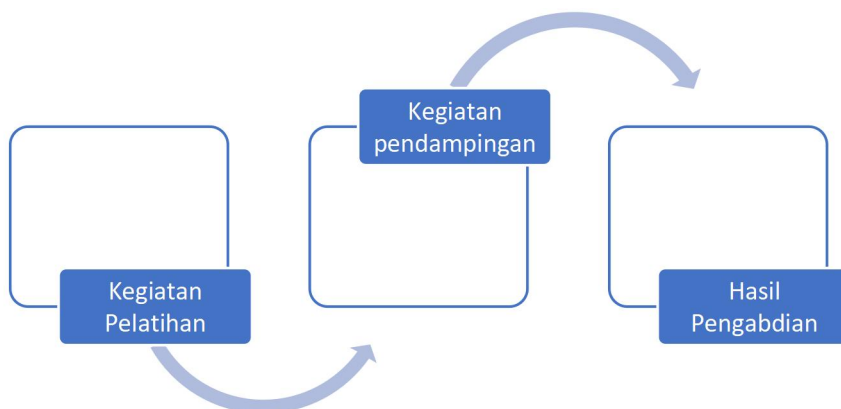 Kegiatan
Pelatihan
Kegiatan
pendampingan
Hasil
Pengabdian